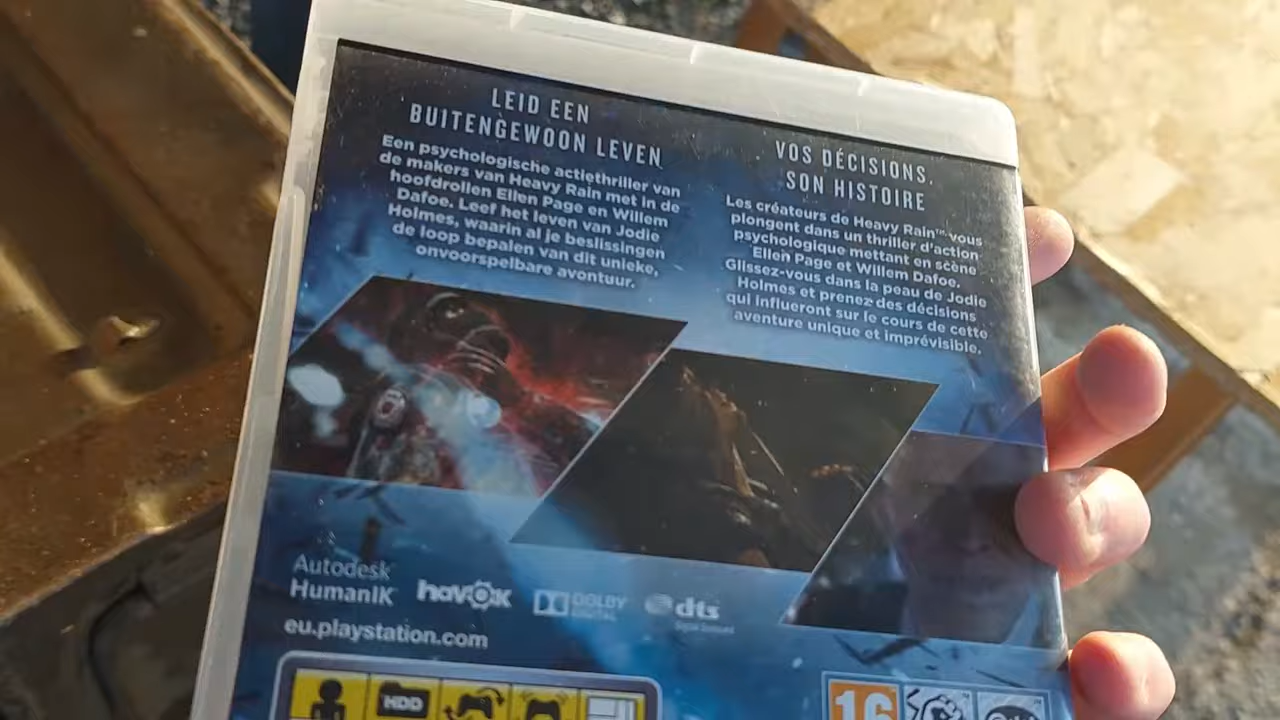 LEID EEN
BUITENGEWOON LEVEN
Een psychologische actiethriller van
de makers van Heavy Rain met in de
hoofdrollen Ellen Page en Willem
Dafoe. Leef het leven van Jodie
Holmes, waarin al je beslissingen
de loop bepalen van dit unieke,
onvoorspelbare avontuur.
VOS DÉCISIONS.
SON HISTOIRE
Les créateurs de Heavy Rain™ vous
plongent dans un thriller d'action
psychologique mettant en scène
Ellen Page et Willem Dafoe.
Glissez-vous dans la peau de Jodie
Holmes et prenez des décisions
qui influeront sur le cours de cette
aventure unique et imprévisible.
Autodesk
HumanIK
havok
DOLBY
DIGITAL
dts
eu.playstation.com
HDD
16